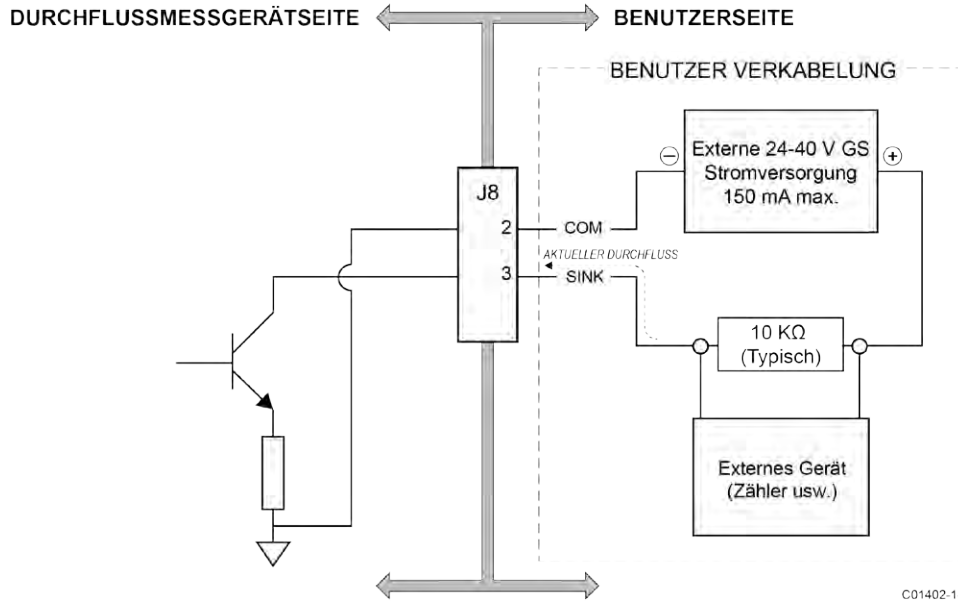 DURCHFLUSSMESSGERÄTSEITE
BENUTZERSEITE
BENUTZER VERKABELUNG
Externe 24-40 V GS
Stromversorgung
150 mA max.
−
+
J8
2
COM
AKTUELLER DURCHFLUSS
3
SINK
10 KΩ
(Typisch)
Externes Gerät
(Zähler usw.)
C01402-1